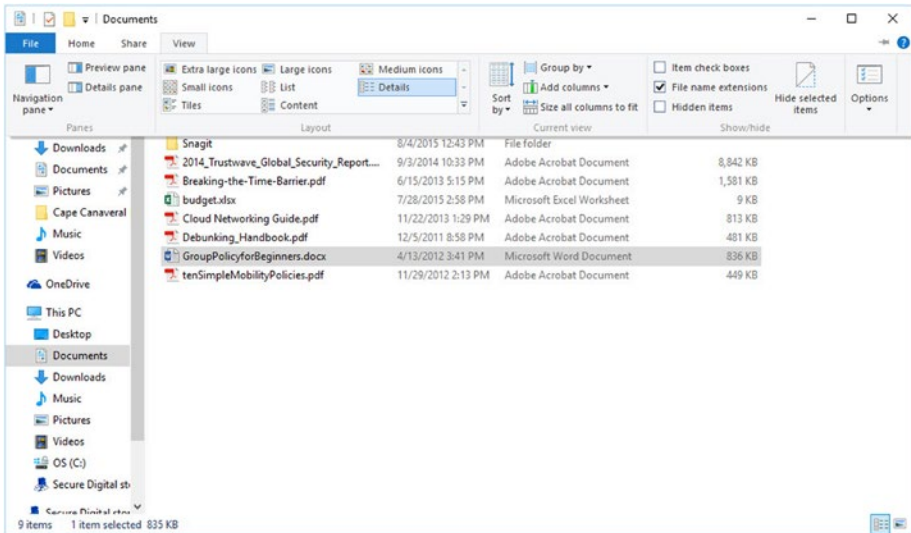 Documents
File Home Share View
Preview pane
Details pane
Navigation pane
Panes
Extra large icons Large icons Medium icons
Small icons List Details
Tiles Content
Layout
Sort by
Group by
Add columns
Size all columns to fit
Current view
Item check boxes
File name extensions
Hidden items
Hide selected items
Show/hide
Options
Downloads
Documents
Pictures
Cape Canaveral
Music
Videos
OneDrive
This PC
Desktop
Documents
Downloads
Music
Pictures
Videos
OS (C:)
Secure Digital sto
Secure Digital stor
Snagit 8/4/2015 12:43 PM File folder
2014_Trustwave_Global_Security_Report.... 9/3/2014 10:33 PM Adobe Acrobat Document 8,842 KB
Breaking-the-Time-Barrier.pdf 6/15/2013 5:15 PM Adobe Acrobat Document 1,581 KB
budget.xlsx 7/28/2015 2:58 PM Microsoft Excel Worksheet 9 KB
Cloud Networking Guide.pdf 11/22/2013 1:29 PM Adobe Acrobat Document 813 KB
Debunking_Handbook.pdf 12/5/2011 8:58 PM Adobe Acrobat Document 481 KB
GroupPolicyforBeginners.docx 4/13/2012 3:41 PM Microsoft Word Document 836 KB
tenSimpleMobilityPolicies.pdf 11/29/2012 2:13 PM Adobe Acrobat Document 449 KB
9 items 1 item selected 835 KB